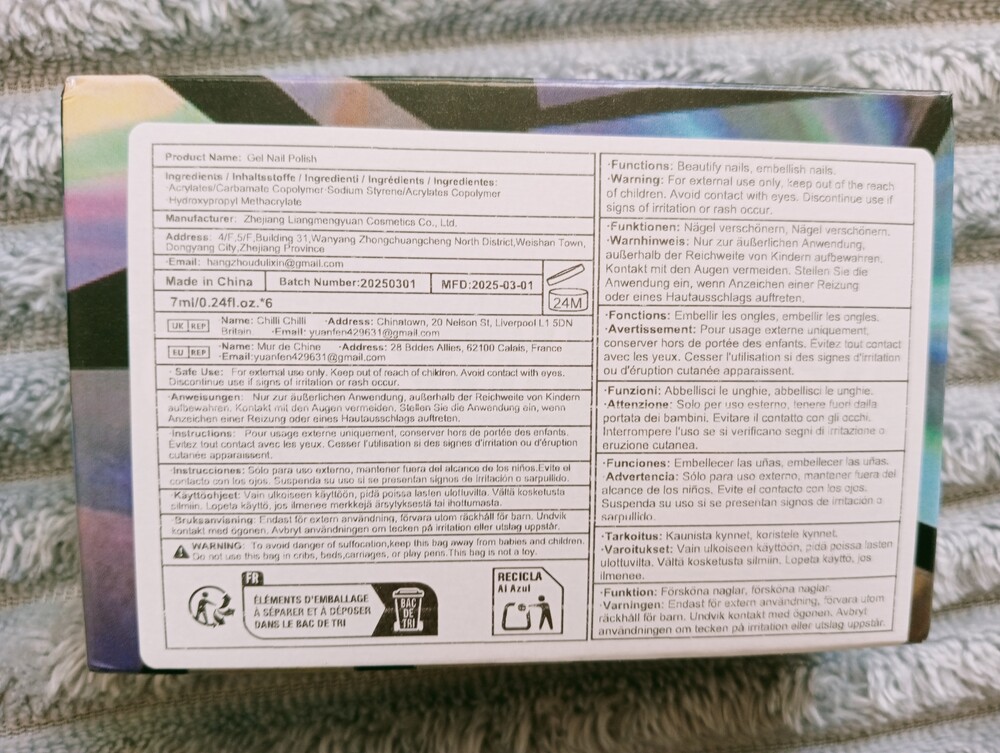 Product Name: Gel Nail Polish
Ingredients / Inhaltsstoffe / Ingredienti / Ingrédients / Ingredientes:
·Acrylates/Carbamate Copolymer·Sodium Styrene/Acrylates Copolymer
·Hydroxypropyl Methacrylate
Manufacturer: Zhejiang Liangmengyuan Cosmetics Co., Ltd.
Address: 4/F,5/F,Building 31,Wanyang Zhongchuangcheng North District,Weishan Town,
Dongyang City,Zhejiang Province
·Email: hangzhoudulixin@gmail.com
Made in China
Batch Number:20250301
MFD:2025-03-01
24M
7ml/0.24fl.oz.*6
UK REP
·Name: Chilli Chilli ·Address: Chinatown, 20 Nelson St, Liverpool L1 5DN
Britain ·Email: yuanfen429631@gmail.com
EU REP
·Name: Mur de Chine ·Address: 28 Bddes Allies, 62100 Calais, France
·Email:yuanfen429631@gmail.com
· Safe Use: For external use only. Keep out of reach of children. Avoid contact with eyes.
Discontinue use if signs of irritation or rash occur.
·Anweisungen: Nur zur äußerlichen Anwendung, außerhalb der Reichweite von Kindern
aufbewahren. Kontakt mit den Augen vermeiden. Stellen Sie die Anwendung ein, wenn
Anzeichen einer Reizung oder eines Hautausschlags auftreten.
·Instructions: Pour usage externe uniquement, conserver hors de portée des enfants.
Évitez tout contact avec les yeux. Cesser l'utilisation si des signes d'irritation ou d'éruption
cutanée apparaissent.
·Instrucciones: Sólo para uso externo, mantener fuera del alcance de los niños.Evite el
contacto con los ojos. Suspenda su uso si se presentan signos de irritación o sarpullido.
·Käyttöohjeet: Vain ulkoiseen käyttöön, pidä poissa lasten ulottuvilta. Vältä kosketusta
silmiin. Lopeta käyttö, jos ilmenee merkkejä ärsytyksestä tai ihottumasta.
·Bruksanvisning: Endast för extern användning, förvara utom räckhåll för barn. Undvik
kontakt med ögonen. Avbryt användningen om tecken på irritation eller utslag uppstår.
WARNING: To avoid danger of suffocation,keep this bag away from babies and children.
Do not use this bag in cribs, beds,carriages, or play pens.This bag is not a toy.
FR
ÉLÉMENTS D'EMBALLAGE
À SÉPARER ET À DÉPOSER
DANS LE BAC DE TRI
BAC
DE
TRI
RECICLA
Al Azul
·Functions: Beautify nails, embellish nails.
·Warning: For external use only, keep out of the reach
of children. Avoid contact with eyes. Discontinue use if
signs of irritation or rash occur.
·Funktionen: Nägel verschönern, Nägel verschönern.
·Warnhinweis: Nur zur äußerlichen Anwendung,
außerhalb der Reichweite von Kindern aufbewahren.
Kontakt mit den Augen vermeiden. Stellen Sie die
Anwendung ein, wenn Anzeichen einer Reizung
oder eines Hautausschlags auftreten.
·Fonctions: Embellir les ongles, embellir les ongles.
·Avertissement: Pour usage externe uniquement,
conserver hors de portée des enfants. Évitez tout contact
avec les yeux. Cesser l'utilisation si des signes d'irritation
ou d'éruption cutanée apparaissent.
·Funzioni: Abbellisci le unghie, abbellisci le unghie.
·Attenzione: Solo per uso esterno, tenere fuori dalla
portata dei bambini. Evitare il contatto con gli occhi.
Interrompere l'uso se si verificano segni di irritazione o
eruzione cutanea.
·Funciones: Embellecer las uñas, embellecer las uñas.
·Advertencia: Sólo para uso externo, mantener fuera del
alcance de los niños. Evite el contacto con los ojos.
Suspenda su uso si se presentan signos de irritación o
sarpullido.
·Tarkoitus: Kaunista kynnet, koristele kynnet.
·Varoitukset: Vain ulkoiseen käyttöön, pidä poissa lasten
ulottuvilta. Vältä kosketusta silmiin. Lopeta käyttö, jos
ilmenee.
·Funktion: Försköna naglar, försköna naglar.
·Varningen: Endast för extern användning, förvara utom
räckhåll för barn. Undvik kontakt med ögonen. Avbryt
användningen om tecken på irritation eller utslag uppstår.